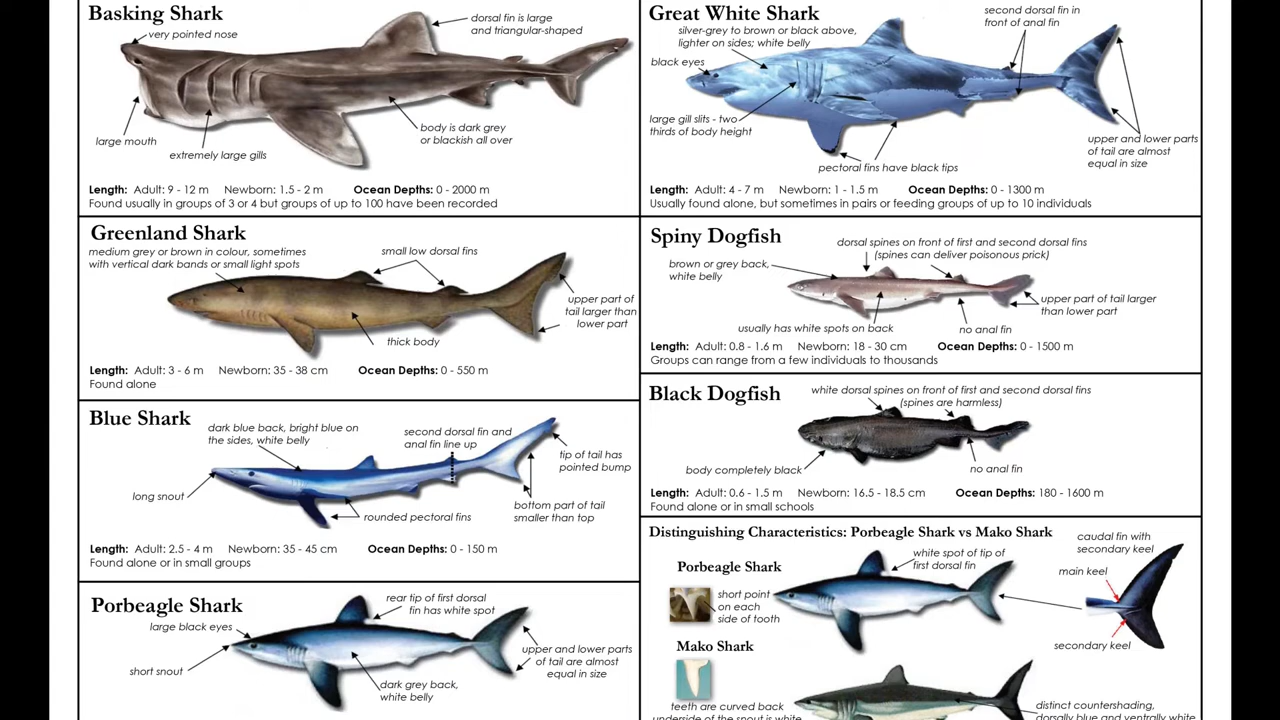 Basking Shark
very pointed nose
dorsal fin is large
and triangular-shaped
large mouth
extremely large gills
body is dark grey
or blackish all over
Length: Adult: 9 - 12 m Newborn: 1.5 - 2 m Ocean Depths: 0 - 2000 m
Found usually in groups of 3 or 4 but groups of up to 100 have been recorded
Great White Shark
silver-grey to brown or black above,
lighter on sides; white belly
second dorsal fin in
front of anal fin
black eyes
large gill slits - two
thirds of body height
pectoral fins have black tips
upper and lower parts
of tail are almost
equal in size
Length: Adult: 4 - 7 m Newborn: 1 - 1.5 m Ocean Depths: 0 - 1300 m
Usually found alone, but sometimes in pairs or feeding groups of up to 10 individuals
Greenland Shark
medium grey or brown in colour, sometimes
with vertical dark bands or small light spots
small low dorsal fins
upper part of
tail larger than
lower part
thick body
Length: Adult: 3 - 6 m Newborn: 35 - 38 cm Ocean Depths: 0 - 550 m
Found alone
Spiny Dogfish
dorsal spines on front of first and second dorsal fins
(spines can deliver poisonous prick)
brown or grey back,
white belly
upper part of tail larger
than lower part
usually has white spots on back
no anal fin
Length: Adult: 0.8 - 1.6 m Newborn: 18 - 30 cm Ocean Depths: 0 - 1500 m
Groups can range from a few individuals to thousands
Blue Shark
dark blue back, bright blue on
the sides, white belly
second dorsal fin and
anal fin line up
tip of tail has
pointed bump
long snout
rounded pectoral fins
bottom part of tail
smaller than top
Length: Adult: 2.5 - 4 m Newborn: 35 - 45 cm Ocean Depths: 0 - 150 m
Found alone or in small groups
Black Dogfish
white dorsal spines on front of first and second dorsal fins
(spines are harmless)
body completely black
no anal fin
Length: Adult: 0.6 - 1.5 m Newborn: 16.5 - 18.5 cm Ocean Depths: 180 - 1600 m
Found alone or in small schools
Porbeagle Shark
rear tip of first dorsal
fin has white spot
large black eyes
short snout
upper and lower parts
of tail are almost
equal in size
dark grey back,
white belly
Distinguishing Characteristics: Porbeagle Shark vs Mako Shark
Porbeagle Shark
white spot of tip of
first dorsal fin
caudal fin with
secondary keel
main keel
short point
on each
side of tooth
secondary keel
Mako Shark
teeth are curved back
underside of the snout is white
distinct countershading,
dorsally blue and ventrally white